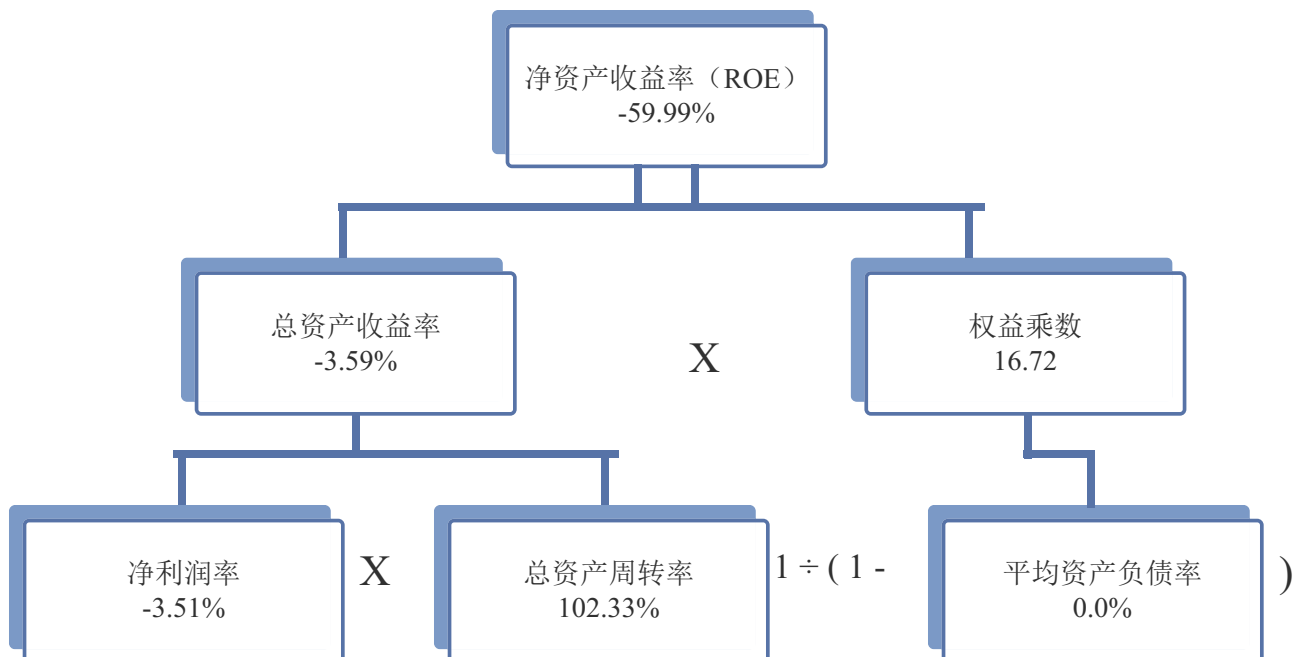 净资产收益率（ROE）
-59.99%
总资产收益率
-3.59%
X
权益乘数
16.72
净利润率
-3.51%
X
总资产周转率
102.33%
1 ÷ ( 1 -
平均资产负债率
0.0%
)